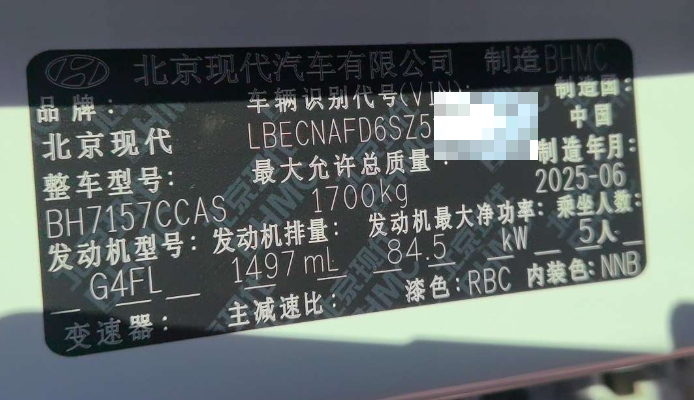 北京现代汽车有限公司 制造BHMC
品牌: 车辆识别代号(VIN): 制造国:
北京现代 LBECNAFD6SZ5 中国
整车型号: 最大允许总质量: 制造年月:
BH7157CCAS 1700kg 2025-06
发动机型号: 发动机排量: 发动机最大净功率: 乘坐人数:
G4FL 1497mL 84.5 kW 5人
变速器: 主减速比: 漆色:RBC 内装色:NNB